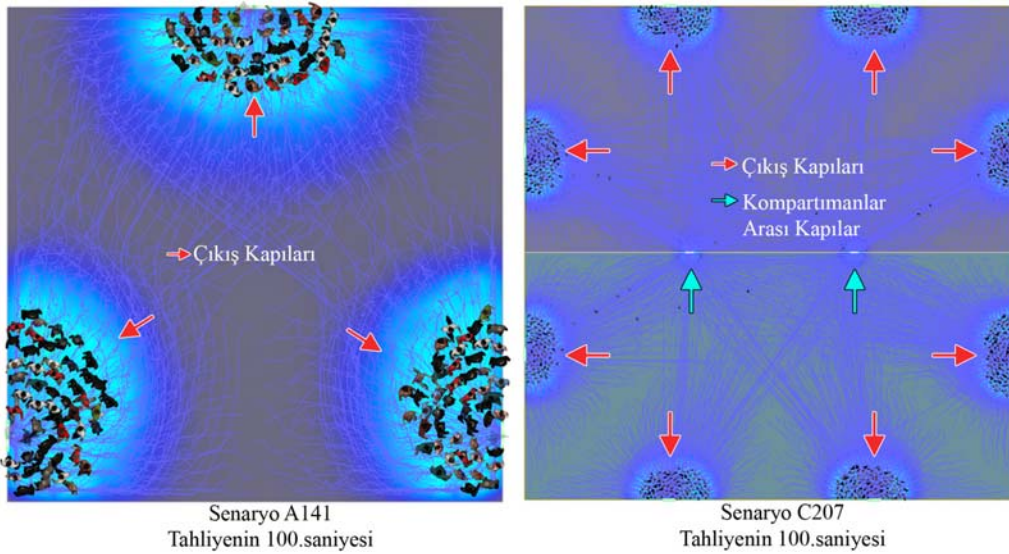 Çıkış Kapıları
Çıkış Kapıları
Kompartımanlar
Arası Kapılar
Senaryo A141
Tahliyenin 100.saniyesi
Senaryo C207
Tahliyenin 100.saniyesi